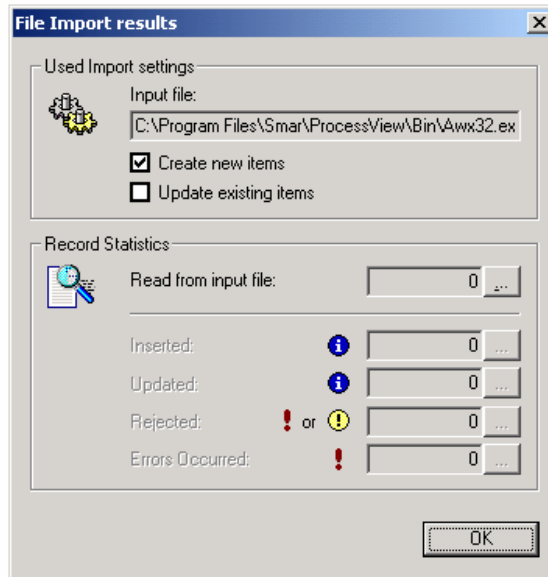 File Import results
Used Import settings
Input file:
C:\Program Files\Smar\ProcessView\Bin\Awx32.ex
Create new items
Update existing items
Record Statistics
Read from input file: 0 ...
Inserted: 0 ...
Updated: 0 ...
Rejected: or 0 ...
Errors Occurred: 0 ...
OK